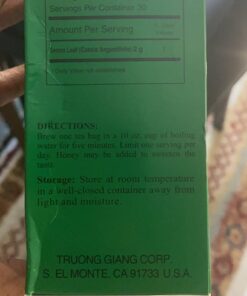 Servings Per Container 20
Amount Per Serving
Senna Leaf (Cassia Angustifolia) 2 g
DIRECTIONS:
Brew one tea bag in a 10 oz. cup of boiling
water for five minutes. Limit one serving per
day. Honey may be added to sweeten the
taste.
Storage: Store at room temperature
in a well-closed container away from
light and moisture.
TRUONG GIANG CORP.
S. EL MONTE, CA 91733 U.S.A.